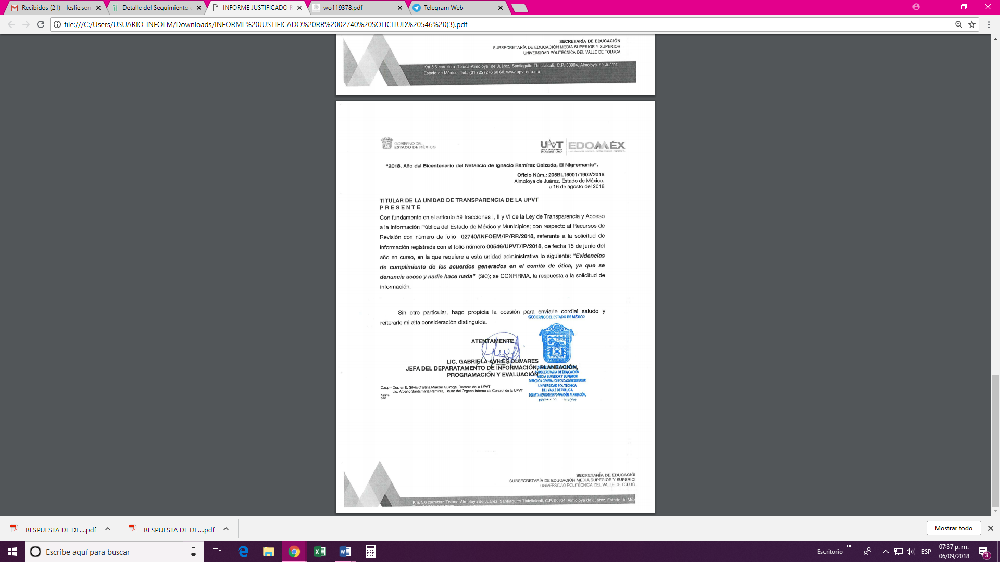 Recibidos (21) - leslie.serr
Detalle del Seguimiento d
INFORME JUSTIFICADO R
wo119378.pdf
Telegram Web
file:///C:/Users/USUARIO-INFOEM/Downloads/INFORME%20JUSTIFICADO%20RR%2002740%20SOLICITUD%20546%20(3).pdf
SECRETARÍA DE EDUCACIÓN
SUBSECRETARÍA DE EDUCACIÓN MEDIA SUPERIOR Y SUPERIOR
UNIVERSIDAD POLITÉCNICA DEL VALLE DE TOLUCA
Km 5.6 carretera Toluca-Almoloya de Juárez, Santiaguito Tlalcilalcali, C.P. 50904, Almoloya de Juárez,
Estado de México. Tel.: (01 722) 276 60 60. www.upvt.edu.mx
GOBIERNO DEL
ESTADO DE MÉXICO
UPVT
EDOMÉX
"2018. Año del Bicentenario del Natalicio de Ignacio Ramírez Calzada, El Nigromante".
Oficio Núm.: 205BL16001/1902/2018
Almoloya de Juárez, Estado de México,
a 16 de agosto del 2018
TITULAR DE LA UNIDAD DE TRANSPARENCIA DE LA UPVT
P R E S E N T E
Con fundamento en el artículo 59 fracciones I, II y VI de la Ley de Transparencia y Acceso
a la Información Pública del Estado de México y Municipios; con respecto al Recursos de
Revisión con número de folio 02740/INFOEM/IP/RR/2018, referente a la solicitud de
información registrada con el folio número 00546/UPVT/IP/2018, de fecha 15 de junio del
año en curso, en la que requiere a esta unidad administrativa lo siguiente: "Evidencias
de cumplimiento de los acuerdos generados en el comite de ética, ya que se
denuncia acoso y nadie hace nada" (SIC); se CONFIRMA, la respuesta a la solicitud de
información.
Sin otro particular, hago propicia la ocasión para enviarle cordial saludo y
reiterarle mi alta consideración distinguida.
GOBIERNO DEL ESTADO DE MÉXICO
ATENTAMENTE
LIC. GABRIELA AVILÉS OLIVARES
JEFA DEL DEPARATAMENTO DE INFORMACIÓN, PLANEACIÓN,
PROGRAMACIÓN Y EVALUACIÓN
SUBSECRETARÍA DE EDUCACIÓN
MEDIA SUPERIOR Y SUPERIOR
DIRECCIÓN GENERAL DE EDUCACIÓN SUPERIOR
UNIVERSIDAD POLITÉCNICA
DEL VALLE DE TOLUCA
DEPARTAMENTO DE INFORMACIÓN, PLANEACIÓN,
C.c.p.- Dra. en E. Silvia Cristina Manzur Quiroga, Rectora de la UPVT
Lic. Alberto Santamaría Ramírez, Titular del Órgano Interno de Control de la UPVT
Archivo
GAO
SECRETARÍA DE EDUCACIÓ
SUBSECRETARÍA DE EDUCACIÓN MEDIA SUPERIOR Y SUPERIO
UNIVERSIDAD POLITÉCNICA DEL VALLE DE TOLUC
Km. 5.6 carretera Toluca-Almoloya de Juárez, Santiaguito Tlalcilalcali, C.P. 50904, Almoloya de Juárez, Estado de Méx
RESPUESTA DE DE....pdf
RESPUESTA DE DE....pdf
Mostrar todo
Escribe aquí para buscar
Escritorio
ESP
07:37 p. m.
06/09/2018
3